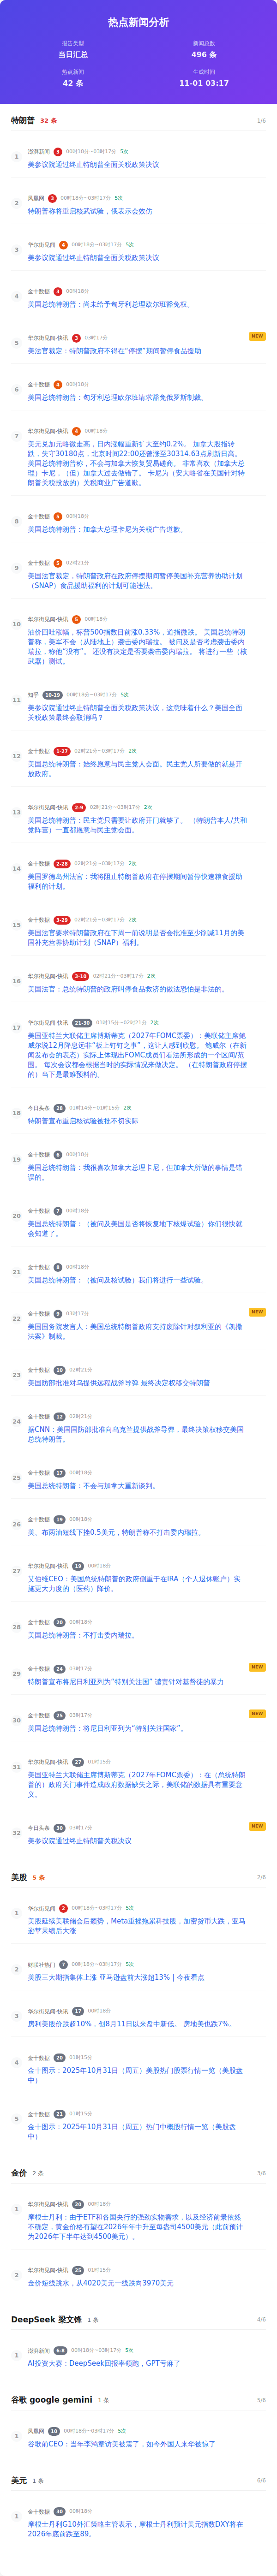 热点新闻分析
报告类型
新闻总数
当日汇总
496 条
热点新闻
生成时间
42 条
11-01 03:17
特朗普 32 条 1/6
1
澎湃新闻 3 00时18分~03时17分 5次
美参议院通过终止特朗普全面关税政策决议
2
凤凰网 3 00时18分~03时17分 5次
特朗普称将重启核武试验，俄表示会效仿
3
华尔街见闻 4 00时18分~03时17分 5次
美参议院通过终止特朗普全面关税政策决议
4
金十数据 3 00时18分
美国总统特朗普：尚未给予匈牙利总理欧尔班豁免权。
5
华尔街见闻-快讯 3 03时17分 NEW
美法官裁定：特朗普政府不得在“停摆”期间暂停食品援助
6
金十数据 4 00时18分
美国总统特朗普：匈牙利总理欧尔班请求豁免俄罗斯制裁。
7
华尔街见闻-快讯 4 00时18分
美元兑加元略微走高，日内涨幅重新扩大至约0.2%。 加拿大股指转
跌，失守30180点，北京时间22:00还曾涨至30314.63点刷新日高。
美国总统特朗普称，不会与加拿大恢复贸易磋商。 非常喜欢（加拿大总
理）卡尼，（但）加拿大过去做错了。 卡尼为（安大略省在美国针对特
朗普关税投放的）关税商业广告道歉。
8
金十数据 5 00时18分
美国总统特朗普：加拿大总理卡尼为关税广告道歉。
9
金十数据 5 02时21分
美国法官裁定，特朗普政府在政府停摆期间暂停美国补充营养协助计划
（SNAP）食品援助福利的计划可能违法。
10
华尔街见闻-快讯 5 00时18分
油价回吐涨幅，标普500指数目前涨0.33%，道指微跌。 美国总统特朗
普称，美军不会（从陆地上）袭击委内瑞拉。 被问及是否考虑袭击委内瑞
拉，称他“没有”。 还没有决定是否要袭击委内瑞拉。 将进行一些（核
武器）测试。
11
知乎 18-19 00时18分~03时17分 5次
美参议院通过终止特朗普全面关税政策决议，这意味着什么？美国全面
关税政策最终会取消吗？
12
金十数据 1-27 02时21分~03时17分 2次
美国总统特朗普：始终愿意与民主党人会面。民主党人所要做的就是开
放政府。
13
华尔街见闻-快讯 2-9 02时21分~03时17分 2次
美国总统特朗普：民主党只需要让政府开门就够了。 （特朗普本人/共和
党阵营）一直都愿意与民主党会面。
14
金十数据 2-28 02时21分~03时17分 2次
美国罗德岛州法官：我将阻止特朗普政府在停摆期间暂停快速粮食援助
福利的计划。
15
金十数据 3-29 02时21分~03时17分 2次
美国法官要求特朗普政府在下周一前说明是否会批准至少削减11月的美
国补充营养协助计划（SNAP）福利。
16
华尔街见闻-快讯 3-10 02时21分~03时17分 2次
美国法官：总统特朗普的政府叫停食品救济的做法恐怕是非法的。
17
华尔街见闻-快讯 21-30 01时15分~02时21分 2次
美国亚特兰大联储主席博斯蒂克（2027年FOMC票委）：美联储主席鲍
威尔说12月降息远非“板上钉钉之事”，这让人感到欣慰。 鲍威尔（在新
闻发布会的表态）实际上体现出FOMC成员们看法所形成的一个区间/范
围。 每次会议都会根据当时的实际情况来做决定。 （在特朗普政府停摆
的）当下是最难预料的。
18
今日头条 28 01时14分~01时15分 2次
特朗普宣布重启核试验被批不切实际
19
金十数据 6 00时18分
美国总统特朗普：我很喜欢加拿大总理卡尼，但加拿大所做的事情是错
误的。
20
金十数据 7 00时18分
美国总统特朗普：（被问及美国是否将恢复地下核爆试验）你们很快就
会知道了。
21
金十数据 8 00时18分
美国总统特朗普：（被问及核试验）我们将进行一些试验。
22
金十数据 9 03时17分 NEW
美国国务院发言人：美国总统特朗普政府支持废除针对叙利亚的《凯撒
法案》制裁。
23
金十数据 10 02时21分
美国防部批准对乌提供远程战斧导弹 最终决定权移交特朗普
24
金十数据 12 02时21分
据CNN：美国国防部批准向乌克兰提供战斧导弹，最终决策权移交美国
总统特朗普。
25
金十数据 17 00时18分
美国总统特朗普：不会与加拿大重新谈判。
26
金十数据 19 00时18分
美、布两油短线下挫0.5美元，特朗普称不打击委内瑞拉。
27
华尔街见闻-快讯 19 00时18分
艾伯维CEO：美国总统特朗普的政府侧重于在IRA（个人退休账户）实
施更大力度的（医药）降价。
28
金十数据 20 00时18分
美国总统特朗普：不打击委内瑞拉。
29
金十数据 24 03时17分 NEW
特朗普宣布将尼日利亚列为“特别关注国” 谴责针对基督徒的暴力
30
金十数据 25 03时17分 NEW
美国总统特朗普：将尼日利亚列为“特别关注国家”。
31
华尔街见闻-快讯 27 01时15分
美国亚特兰大联储主席博斯蒂克（2027年FOMC票委）：在（总统特朗
普的）政府关门事件造成政府数据缺失之际，美联储的数据具有重要意
义。
32
今日头条 30 03时17分 NEW
美参议院通过终止特朗普关税决议
美股 5 条 2/6
1
华尔街见闻 2 00时18分~03时17分 5次
美股延续美联储会后颓势，Meta重挫拖累科技股，加密货币大跌，亚马
逊苹果绩后大涨
2
财联社热门 7 00时18分~03时17分 5次
美股三大期指集体上涨 亚马逊盘前大涨超13% | 今夜看点
3
华尔街见闻-快讯 17 00时18分
房利美股价跌超10%，创8月11日以来盘中新低。 房地美也跌7%。
4
金十数据 20 01时15分
金十图示：2025年10月31日（周五）美股热门股票行情一览（美股盘
中）
5
金十数据 21 01时15分
金十图示：2025年10月31日（周五）热门中概股行情一览（美股盘
中）
金价 2 条 3/6
1
华尔街见闻-快讯 20 00时18分
摩根士丹利：由于ETF和各国央行的强劲实物需求，以及经济前景依然
不确定，黄金价格有望在2026年年中升至每盎司4500美元（此前预计
为2026年下半年达到4500美元）。
2
华尔街见闻-快讯 25 01时15分
金价短线跳水，从4020美元一线跌向3970美元
DeepSeek 梁文锋 1 条 4/6
1
澎湃新闻 6-8 00时18分~03时17分 5次
AI投资大赛：DeepSeek回报率领跑，GPT亏麻了
谷歌 google gemini 1 条 5/6
1
凤凰网 10 00时18分~03时17分 5次
谷歌前CEO：当年李鸿章访美被震了，如今外国人来华被惊了
美元 1 条 6/6
1
金十数据 30 00时18分
摩根士丹利G10外汇策略主管表示，摩根士丹利预计美元指数DXY将在
2026年底前跌至89。